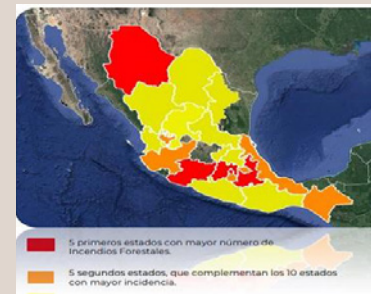 5 primeros estados con mayor número de
Incendios Forestales.
5 segundos estados, que complementan los 10 estados
con mayor incidencia.